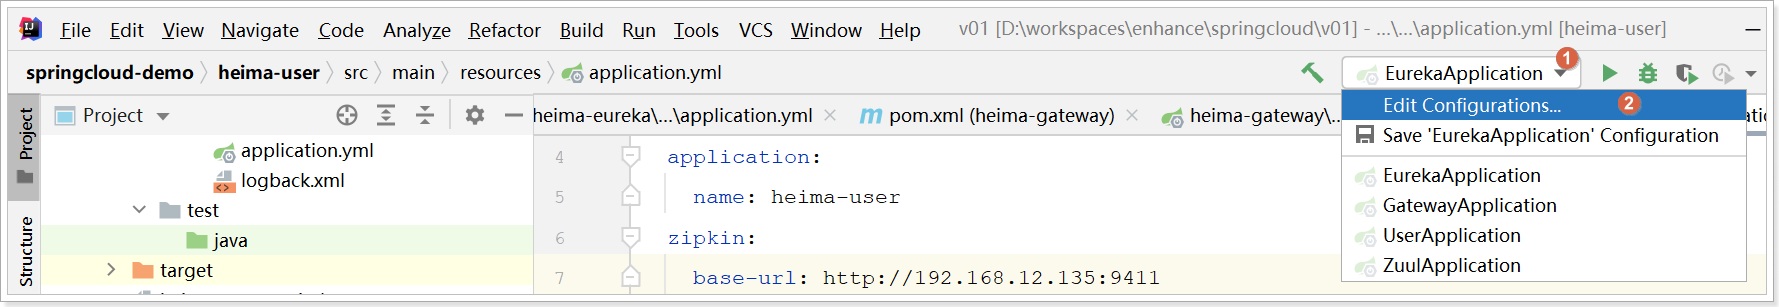 File Edit View Navigate Code Analyze Refactor Build Run Tools VCS Window Help v01 [D:\workspaces\enhance\springcloud\v01] - ...\...\application.yml [heima-user]
springcloud-demo heima-user src main resources application.yml
EurekaApplication 1
Project
Project
Structure
application.yml
logback.xml
test
java
target
heima-eureka\...\application.yml
pom.xml (heima-gateway)
heima-gateway\...
4 application:
5 name: heima-user
6 zipkin:
7 base-url: http://192.168.12.135:9411
Edit Configurations... 2
Save 'EurekaApplication' Configuration
EurekaApplication
GatewayApplication
UserApplication
ZuulApplication